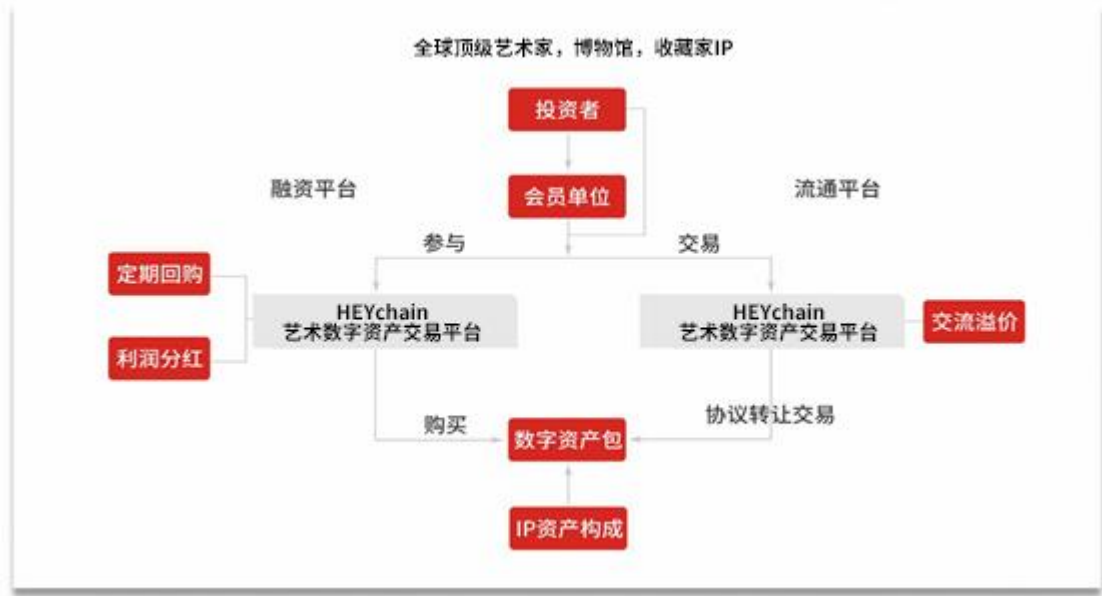 全球顶级艺术家，博物馆，收藏家IP
投资者
融资平台
会员单位
流通平台
参与
交易
定期回购
HEYchain
艺术数字资产交易平台
HEYchain
艺术数字资产交易平台
交流溢价
利润分红
购买
协议转让交易
数字资产包
IP资产构成